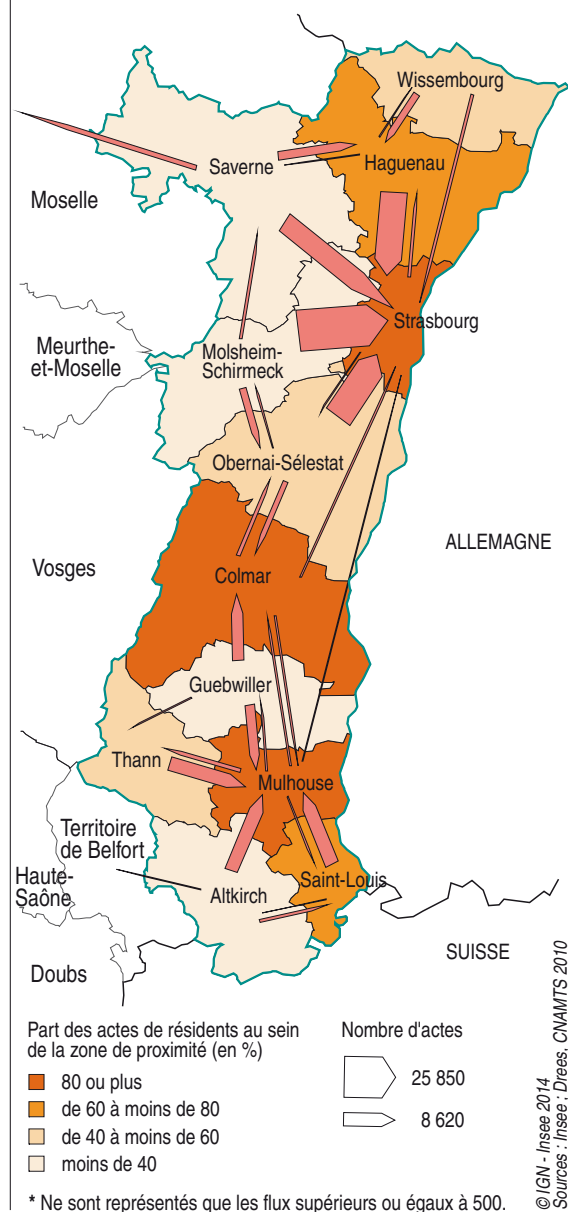 Wissembourg
Saverne
Haguenau
Moselle
Strasbourg
Meurthe-
et-Moselle
Molsheim-
Schirmeck
Obernai-Sélestat
ALLEMAGNE
Vosges
Colmar
Guebwiller
Thann
Mulhouse
Territoire
de Belfort
Haute-
Saône
Altkirch
Saint-Louis
SUISSE
Doubs
Part des actes de résidents au sein
de la zone de proximité (en %)
80 ou plus
de 60 à moins de 80
de 40 à moins de 60
moins de 40
Nombre d'actes
25 850
8 620
* Ne sont représentés que les flux supérieurs ou égaux à 500.
© IGN - Insee 2014
Sources : Insee ; Drees, CNAMTS 2010